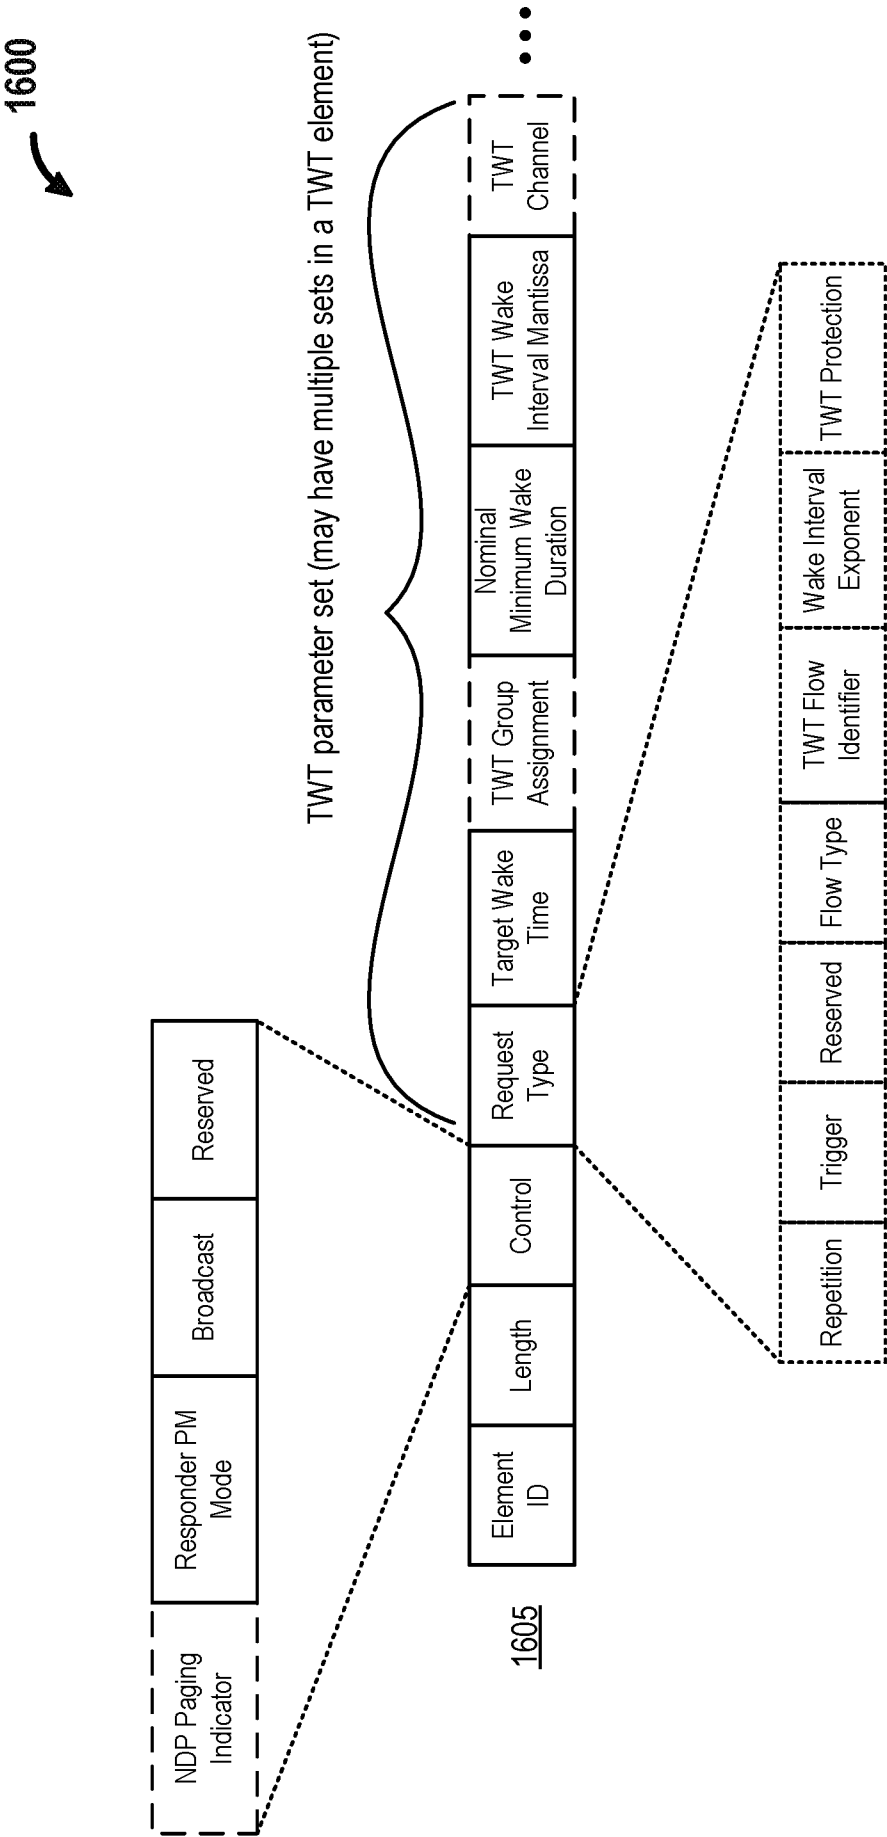 1600
TWT parameter set (may have multiple sets in a TWT element)
NDP Paging
Indicator
Responder PM
Mode
Broadcast
Reserved
1605
Element
ID
Length
Control
Request
Type
Target Wake
Time
TWT Group
Assignment
Nominal
Minimum Wake
Duration
TWT Wake
Interval Mantissa
TWT
Channel
•••
Repetition
Trigger
Reserved
Flow Type
TWT Flow
Identifier
Wake Interval
Exponent
TWT Protection